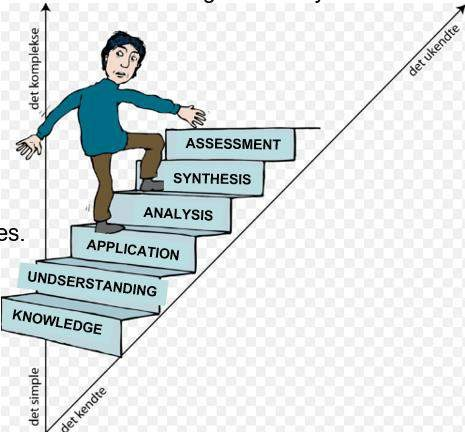 det komplekse
det ukendte
ASSESSMENT
SYNTHESIS
ANALYSIS
es.
APPLICATION
UNDSERSTANDING
KNOWLEDGE
det simple
det kendte